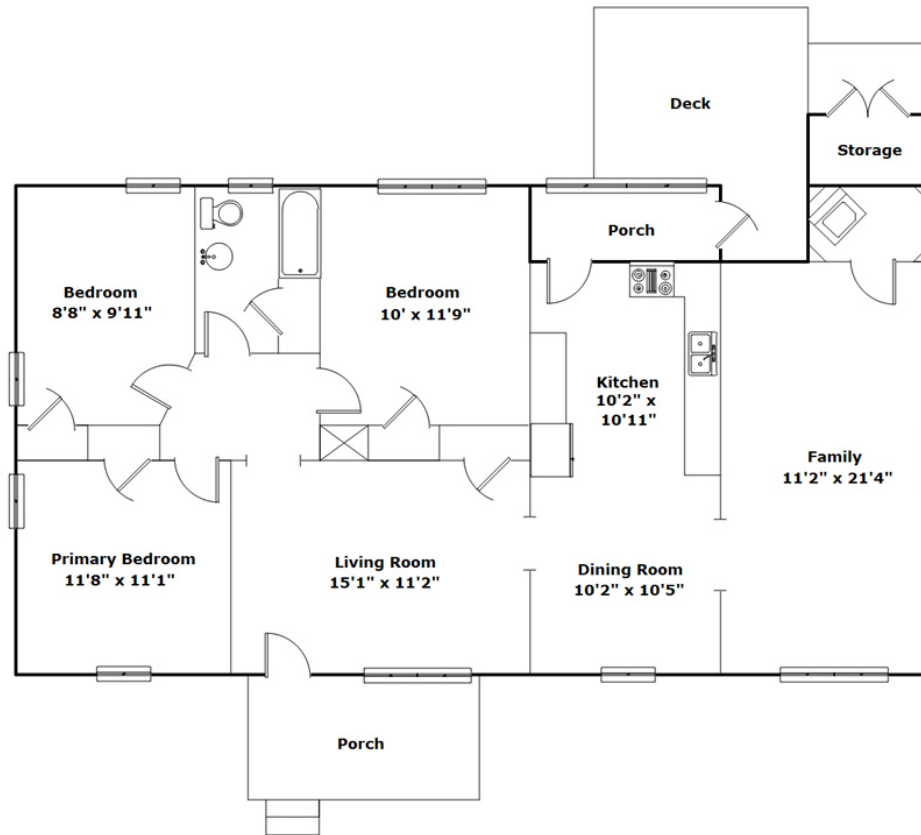 Deck
Storage
Porch
Bedroom
8'8" x 9'11"
Bedroom
10' x 11'9"
Kitchen
10'2" x
10'11"
Family
11'2" x 21'4"
Primary Bedroom
11'8" x 11'1"
Living Room
15'1" x 11'2"
Dining Room
10'2" x 10'5"
Porch